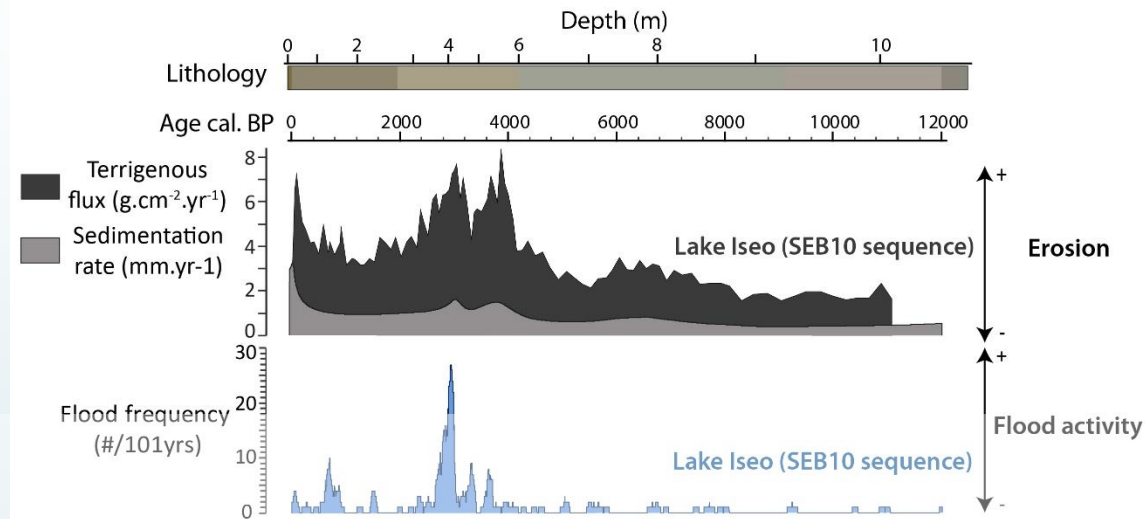 Depth (m)
0 2 4 6 8 10
Lithology
Age cal. BP
0 2000 4000 6000 8000 10000 12000
Terrigenous
flux (g.cm⁻².yr⁻¹)
Sedimentation
rate (mm.yr-1)
8
6
4
2
0
Lake Iseo (SEB10 sequence)
+
Erosion
-
Flood frequency
(#/101yrs)
30
20
10
0
Lake Iseo (SEB10 sequence)
+
Flood activity
-